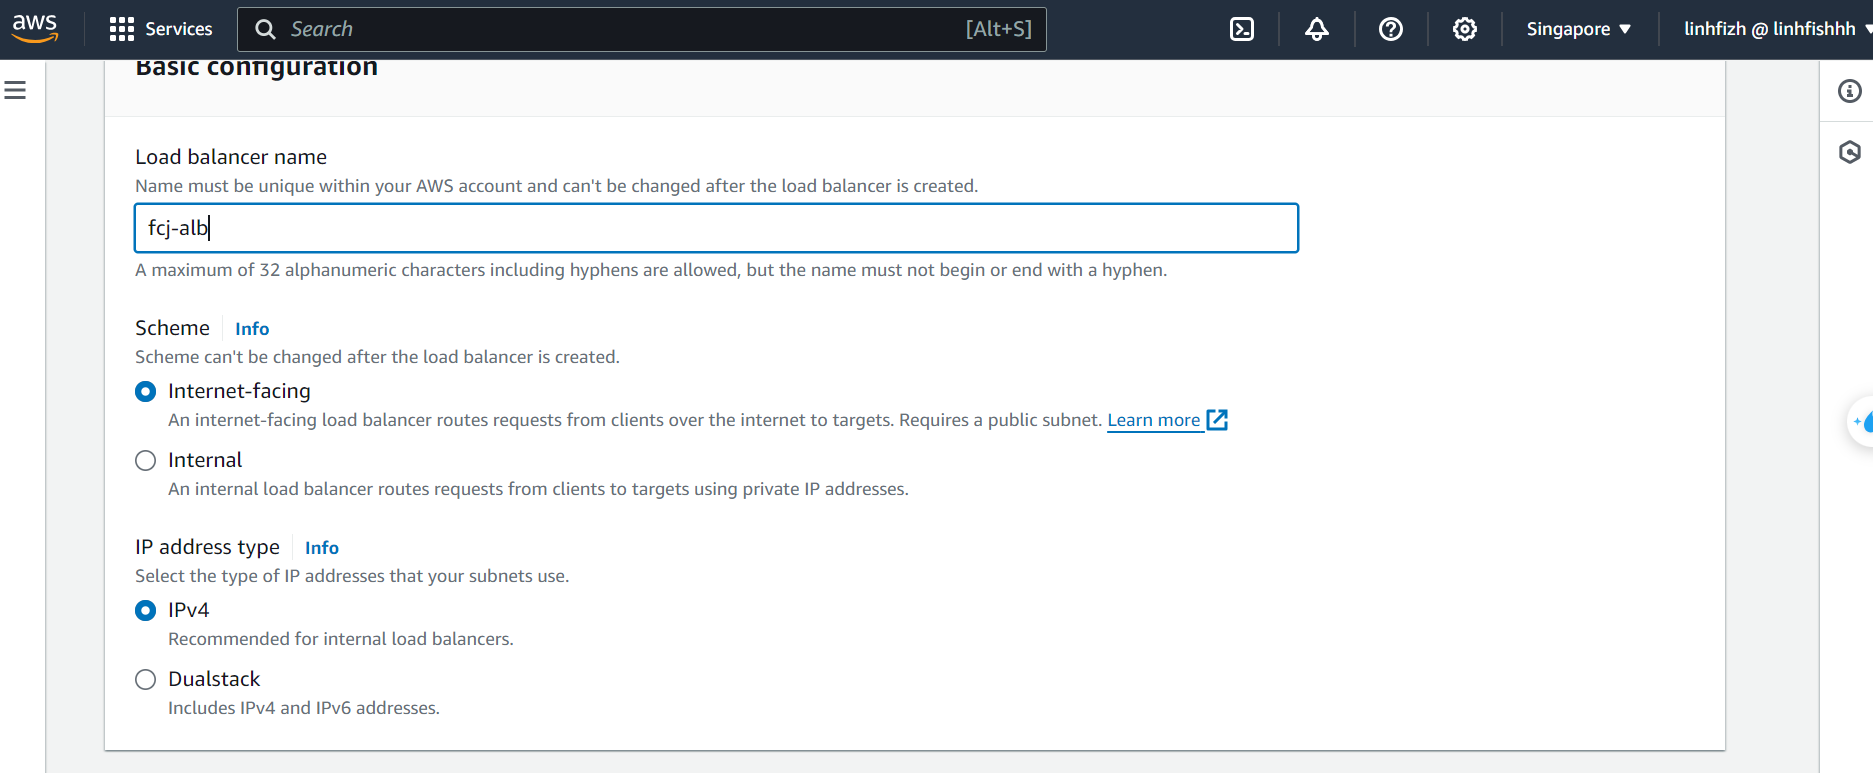 aws Services Search [Alt+S] Singapore linhfizh @ linhfishhh
Basic configuration
Load balancer name
Name must be unique within your AWS account and can't be changed after the load balancer is created.
fcj-alb
A maximum of 32 alphanumeric characters including hyphens are allowed, but the name must not begin or end with a hyphen.
Scheme Info
Scheme can't be changed after the load balancer is created.
Internet-facing
An internet-facing load balancer routes requests from clients over the internet to targets. Requires a public subnet. Learn more
Internal
An internal load balancer routes requests from clients to targets using private IP addresses.
IP address type Info
Select the type of IP addresses that your subnets use.
IPv4
Recommended for internal load balancers.
Dualstack
Includes IPv4 and IPv6 addresses.